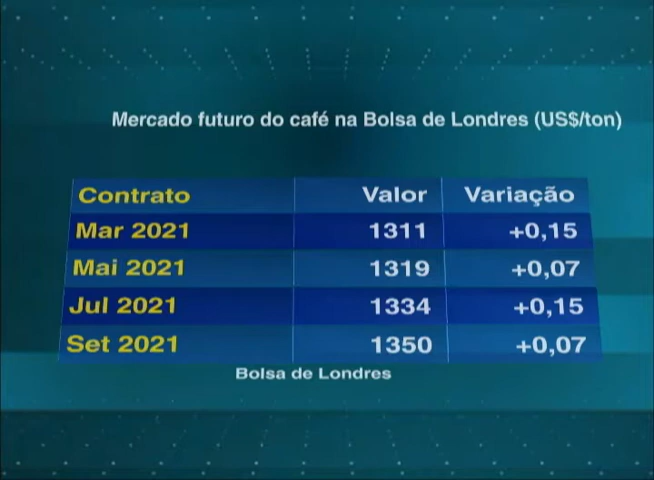 Mercado futuro do café na Bolsa de Londres (US$/ton)
Contrato Valor Variação
Mar 2021 1311 +0,15
Mai 2021 1319 +0,07
Jul 2021 1334 +0,15
Set 2021 1350 +0,07
Bolsa de Londres